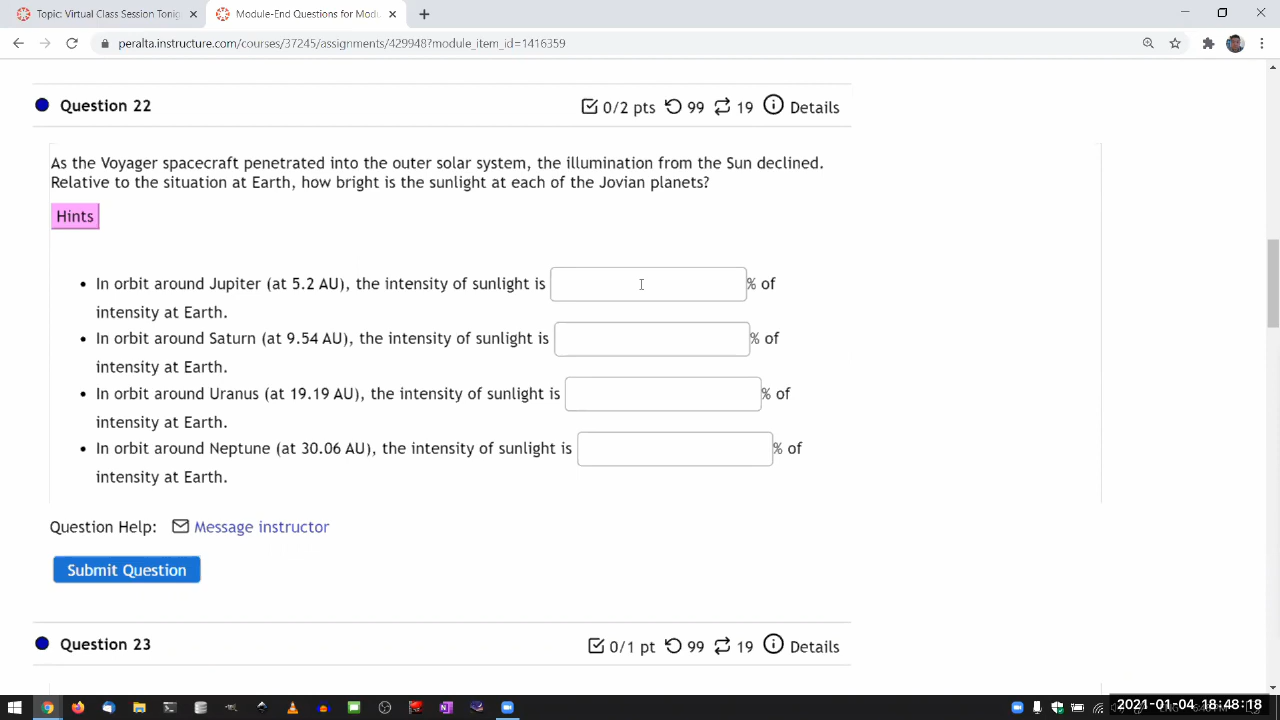 Topic: Virtual Class Session Tonig
Module-End Questions for Modu
peralta.instructure.com/courses/37245/assignments/429948?module_item_id=1416359
Question 22
0/2 pts 99 19 Details
As the Voyager spacecraft penetrated into the outer solar system, the illumination from the Sun declined.
Relative to the situation at Earth, how bright is the sunlight at each of the Jovian planets?
Hints
In orbit around Jupiter (at 5.2 AU), the intensity of sunlight is % of
intensity at Earth.
In orbit around Saturn (at 9.54 AU), the intensity of sunlight is % of
intensity at Earth.
In orbit around Uranus (at 19.19 AU), the intensity of sunlight is % of
intensity at Earth.
In orbit around Neptune (at 30.06 AU), the intensity of sunlight is % of
intensity at Earth.
Question Help: Message instructor
Submit Question
Question 23
0/1 pt 99 19 Details
2021-01-04 18:48:18